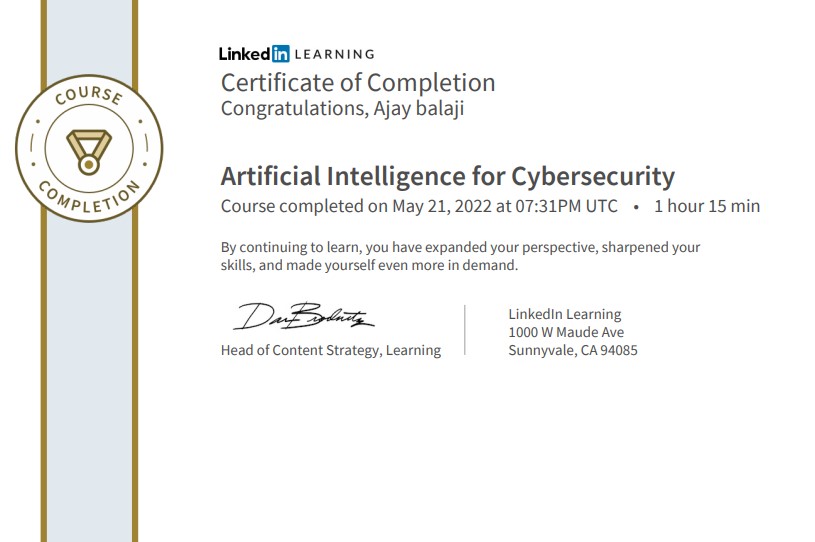 LinkedIn LEARNING
Certificate of Completion
Congratulations, Ajay balaji
COURSE
COMPLETION
Artificial Intelligence for Cybersecurity
Course completed on May 21, 2022 at 07:31PM UTC • 1 hour 15 min
By continuing to learn, you have expanded your perspective, sharpened your
skills, and made yourself even more in demand.
Head of Content Strategy, Learning
LinkedIn Learning
1000 W Maude Ave
Sunnyvale, CA 94085